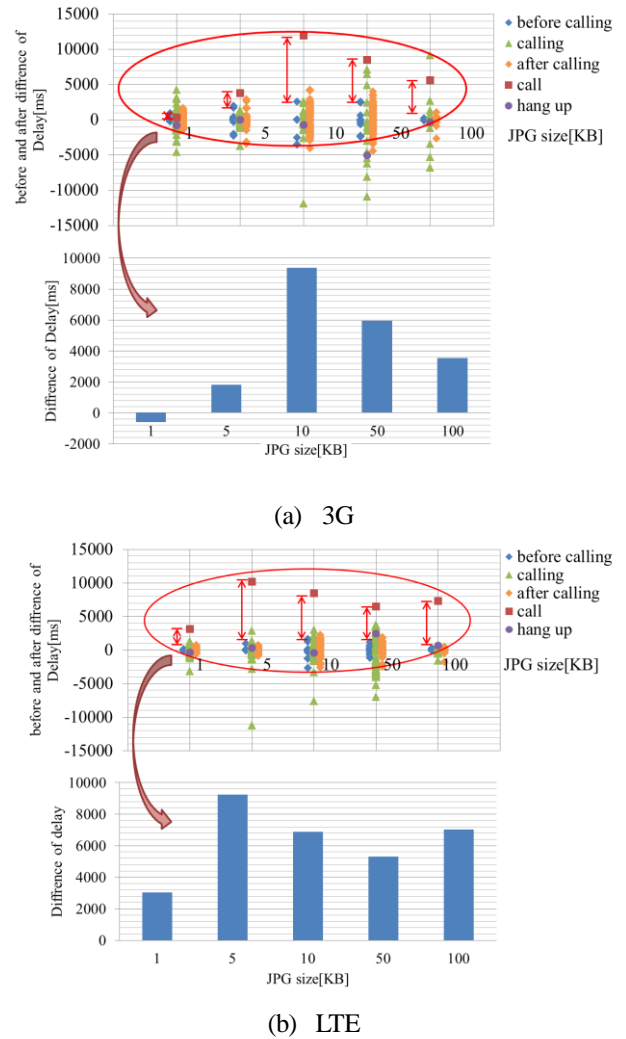 before and after diffirence of
Delay[ms]
15000
10000
5000
0
-5000
-10000
-15000
1
5
10
50
100
JPG size[KB]
before calling
calling
after calling
call
hang up
Diffirence of Delay[ms]
10000
8000
6000
4000
2000
0
-2000
1
5
10
50
100
JPG size[KB]
(a) 3G
before and after difference of
Delay[ms]
15000
10000
5000
0
-5000
-10000
-15000
1
5
10
50
100
JPG size[KB]
before calling
calling
after calling
call
hang up
Diffirence of delay
10000
8000
6000
4000
2000
0
1
5
10
50
100
JPG size[KB]
(b) LTE